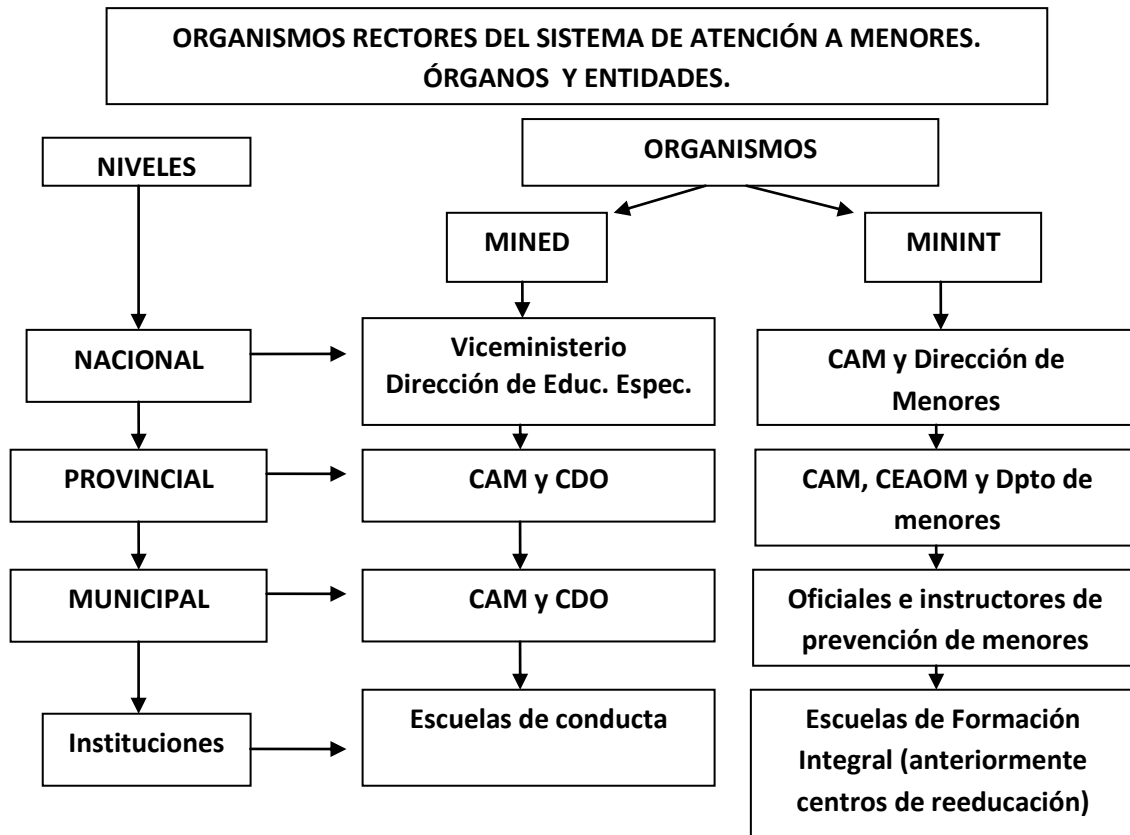 ORGANISMOS RECTORES DEL SISTEMA DE ATENCIÓN A MENORES.
ÓRGANOS Y ENTIDADES.
NIVELES
ORGANISMOS
MINED
MININT
NACIONAL
Viceministerio
Dirección de Educ. Espec.
CAM y Dirección de
Menores
PROVINCIAL
CAM y CDO
CAM, CEAOM y Dpto de
menores
MUNICIPAL
CAM y CDO
Oficiales e instructores de
prevención de menores
Instituciones
Escuelas de conducta
Escuelas de Formación
Integral (anteriormente
centros de reeducación)